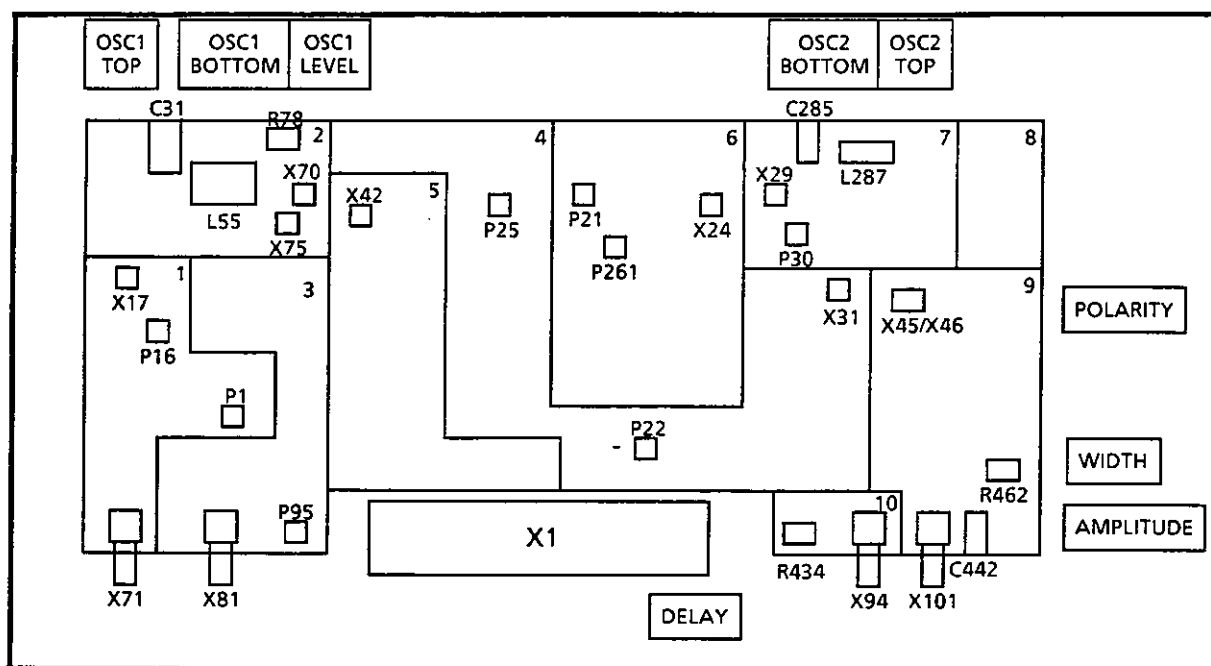 OSC1
TOP
OSC1
BOTTOM
OSC1
LEVEL
OSC2
BOTTOM
OSC2
TOP
C31
R78
C285
2
4
6
7
8
X70
X42
5
X29
L287
L55
P25
P21
X24
X75
P261
P30
1
3
9
X17
X31
X45/X46
POLARITY
P16
P1
P22
WIDTH
R462
P95
X1
10
AMPLITUDE
R434
C442
X71
X81
X94
X101
DELAY